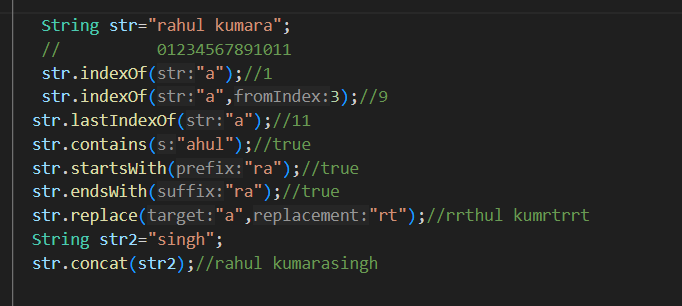 String str="rahul kumara";
//          01234567891011
str.indexOf(str:"a");//1
str.indexOf(str:"a",fromIndex:3);//9
str.lastIndexOf(str:"a");//11
str.contains(s:"ahul");//true
str.startsWith(prefix:"ra");//true
str.endsWith(suffix:"ra");//true
str.replace(target:"a",replacement:"rt");//rrthul kumrtrrt
String str2="singh";
str.concat(str2);//rahul kumarasingh